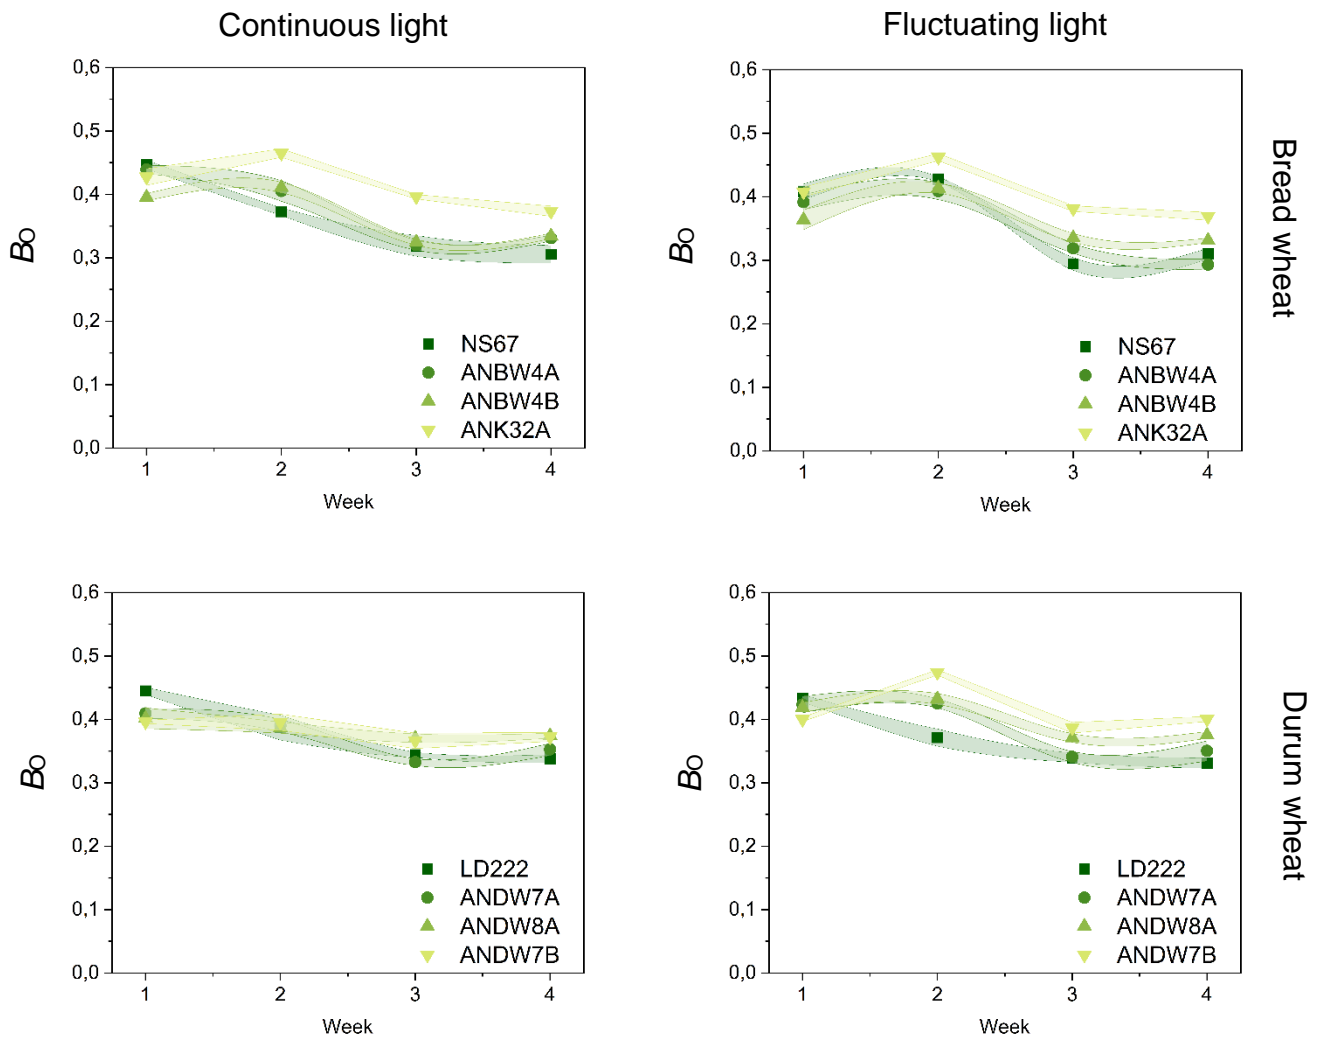 Continuous light
Fluctuating light
0,6
0,5
0,4
0,3
0,2
0,1
0,0
BO
1 2 3 4
Week
NS67
ANBW4A
ANBW4B
ANK32A
0,6
0,5
0,4
0,3
0,2
0,1
0,0
BO
1 2 3 4
Week
NS67
ANBW4A
ANBW4B
ANK32A
Bread wheat
0,6
0,5
0,4
0,3
0,2
0,1
0,0
BO
1 2 3 4
Week
LD222
ANDW7A
ANDW8A
ANDW7B
0,6
0,5
0,4
0,3
0,2
0,1
0,0
BO
1 2 3 4
Week
LD222
ANDW7A
ANDW8A
ANDW7B
Durum wheat